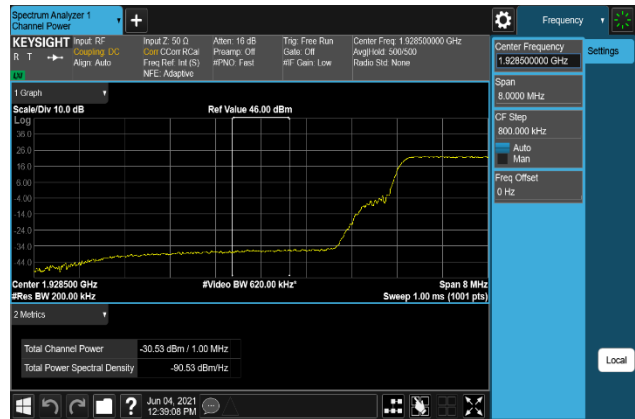 Spectrum Analyzer 1
Channel Power
Frequency
KEYSIGHT
R T
LW
Input: RF
Coupling: DC
Align: Auto
Input Z: 50 Ω
Corr CCorr RCal
Freq Ref: Int (S)
NFE: Adaptive
Atten: 16 dB
Preamp: Off
#PNO: Fast
Trig: Free Run
Gate: Off
#IF Gain: Low
Center Freq: 1.928500000 GHz
Avg|Hold: 500/500
Radio Std: None
Center Frequency
1.928500000 GHz
Settings
Span
8.0000 MHz
CF Step
800.000 kHz
Auto
Man
Freq Offset
0 Hz
1 Graph
Scale/Div 10.0 dB
Ref Value 46.00 dBm
Log
36.0
26.0
16.0
6.00
-4.00
-14.0
-24.0
-34.0
-44.0
Center 1.928500 GHz
#Video BW 620.00 kHz*
Span 8 MHz
#Res BW 200.00 kHz
Sweep 1.00 ms (1001 pts)
2 Metrics
Total Channel Power
-30.53 dBm / 1.00 MHz
Total Power Spectral Density
-90.53 dBm/Hz
Local
?
Jun 04, 2021
12:39:08 PM